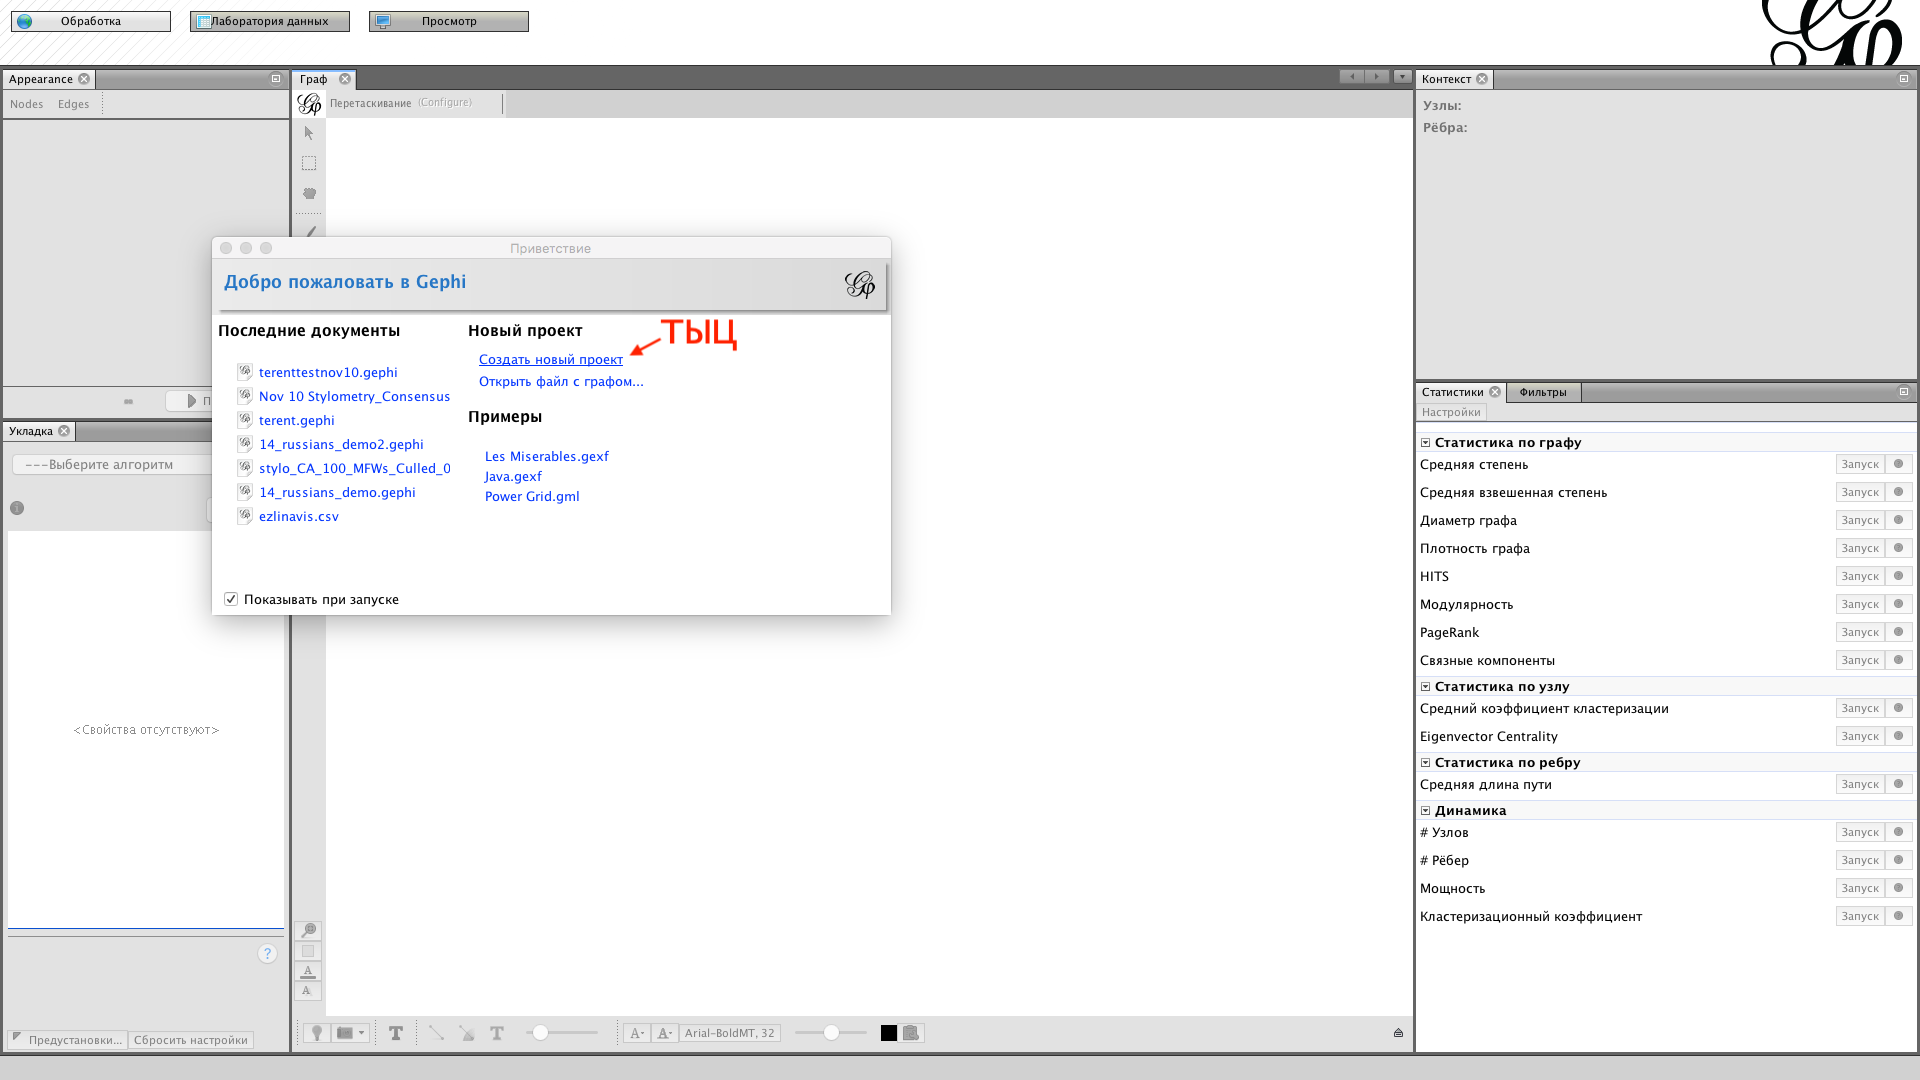 Обработка
Лаборатория данных
Просмотр
Appearance
Nodes Edges
Граф
Перетаскивание (Configure)
Контекст
Узлы:
Рёбра:
Приветствие
Добро пожаловать в Gephi
Последние документы
terenttestnov10.gephi
Nov 10 Stylometry_Consensus
terent.gephi
14_russians_demo2.gephi
stylo_CA_100_MFWs_Culled_0
14_russians_demo.gephi
ezlinavis.csv
Новый проект
ТЫЦ
Создать новый проект
Открыть файл с графом...
Примеры
Les Miserables.gexf
Java.gexf
Power Grid.gml
Показывать при запуске
П
Укладка
---Выберите алгоритм
<Свойства отсутствуют>
Предустановки... Сбросить настройки
Arial-BoldMT, 32
Статистики Фильтры
Настройки
Статистика по графу
Средняя степень Запуск
Средняя взвешенная степень Запуск
Диаметр графа Запуск
Плотность графа Запуск
HITS Запуск
Модулярность Запуск
PageRank Запуск
Связные компоненты Запуск
Статистика по узлу
Средний коэффициент кластеризации Запуск
Eigenvector Centrality Запуск
Статистика по ребру
Средняя длина пути Запуск
Динамика
# Узлов Запуск
# Рёбер Запуск
Мощность Запуск
Кластеризационный коэффициент Запуск